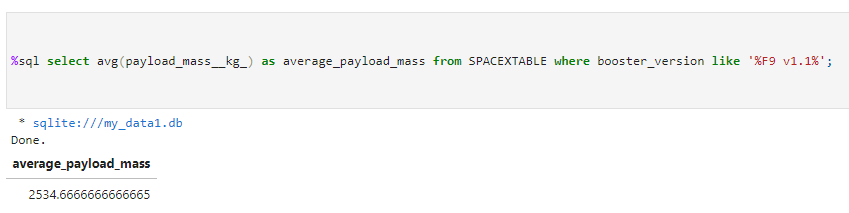 %sql select avg(payload_mass__kg_) as average_payload_mass from SPACEXTABLE where booster_version like '%F9 v1.1%';
* sqlite:///my_data1.db
Done.
average_payload_mass
2534.6666666666665